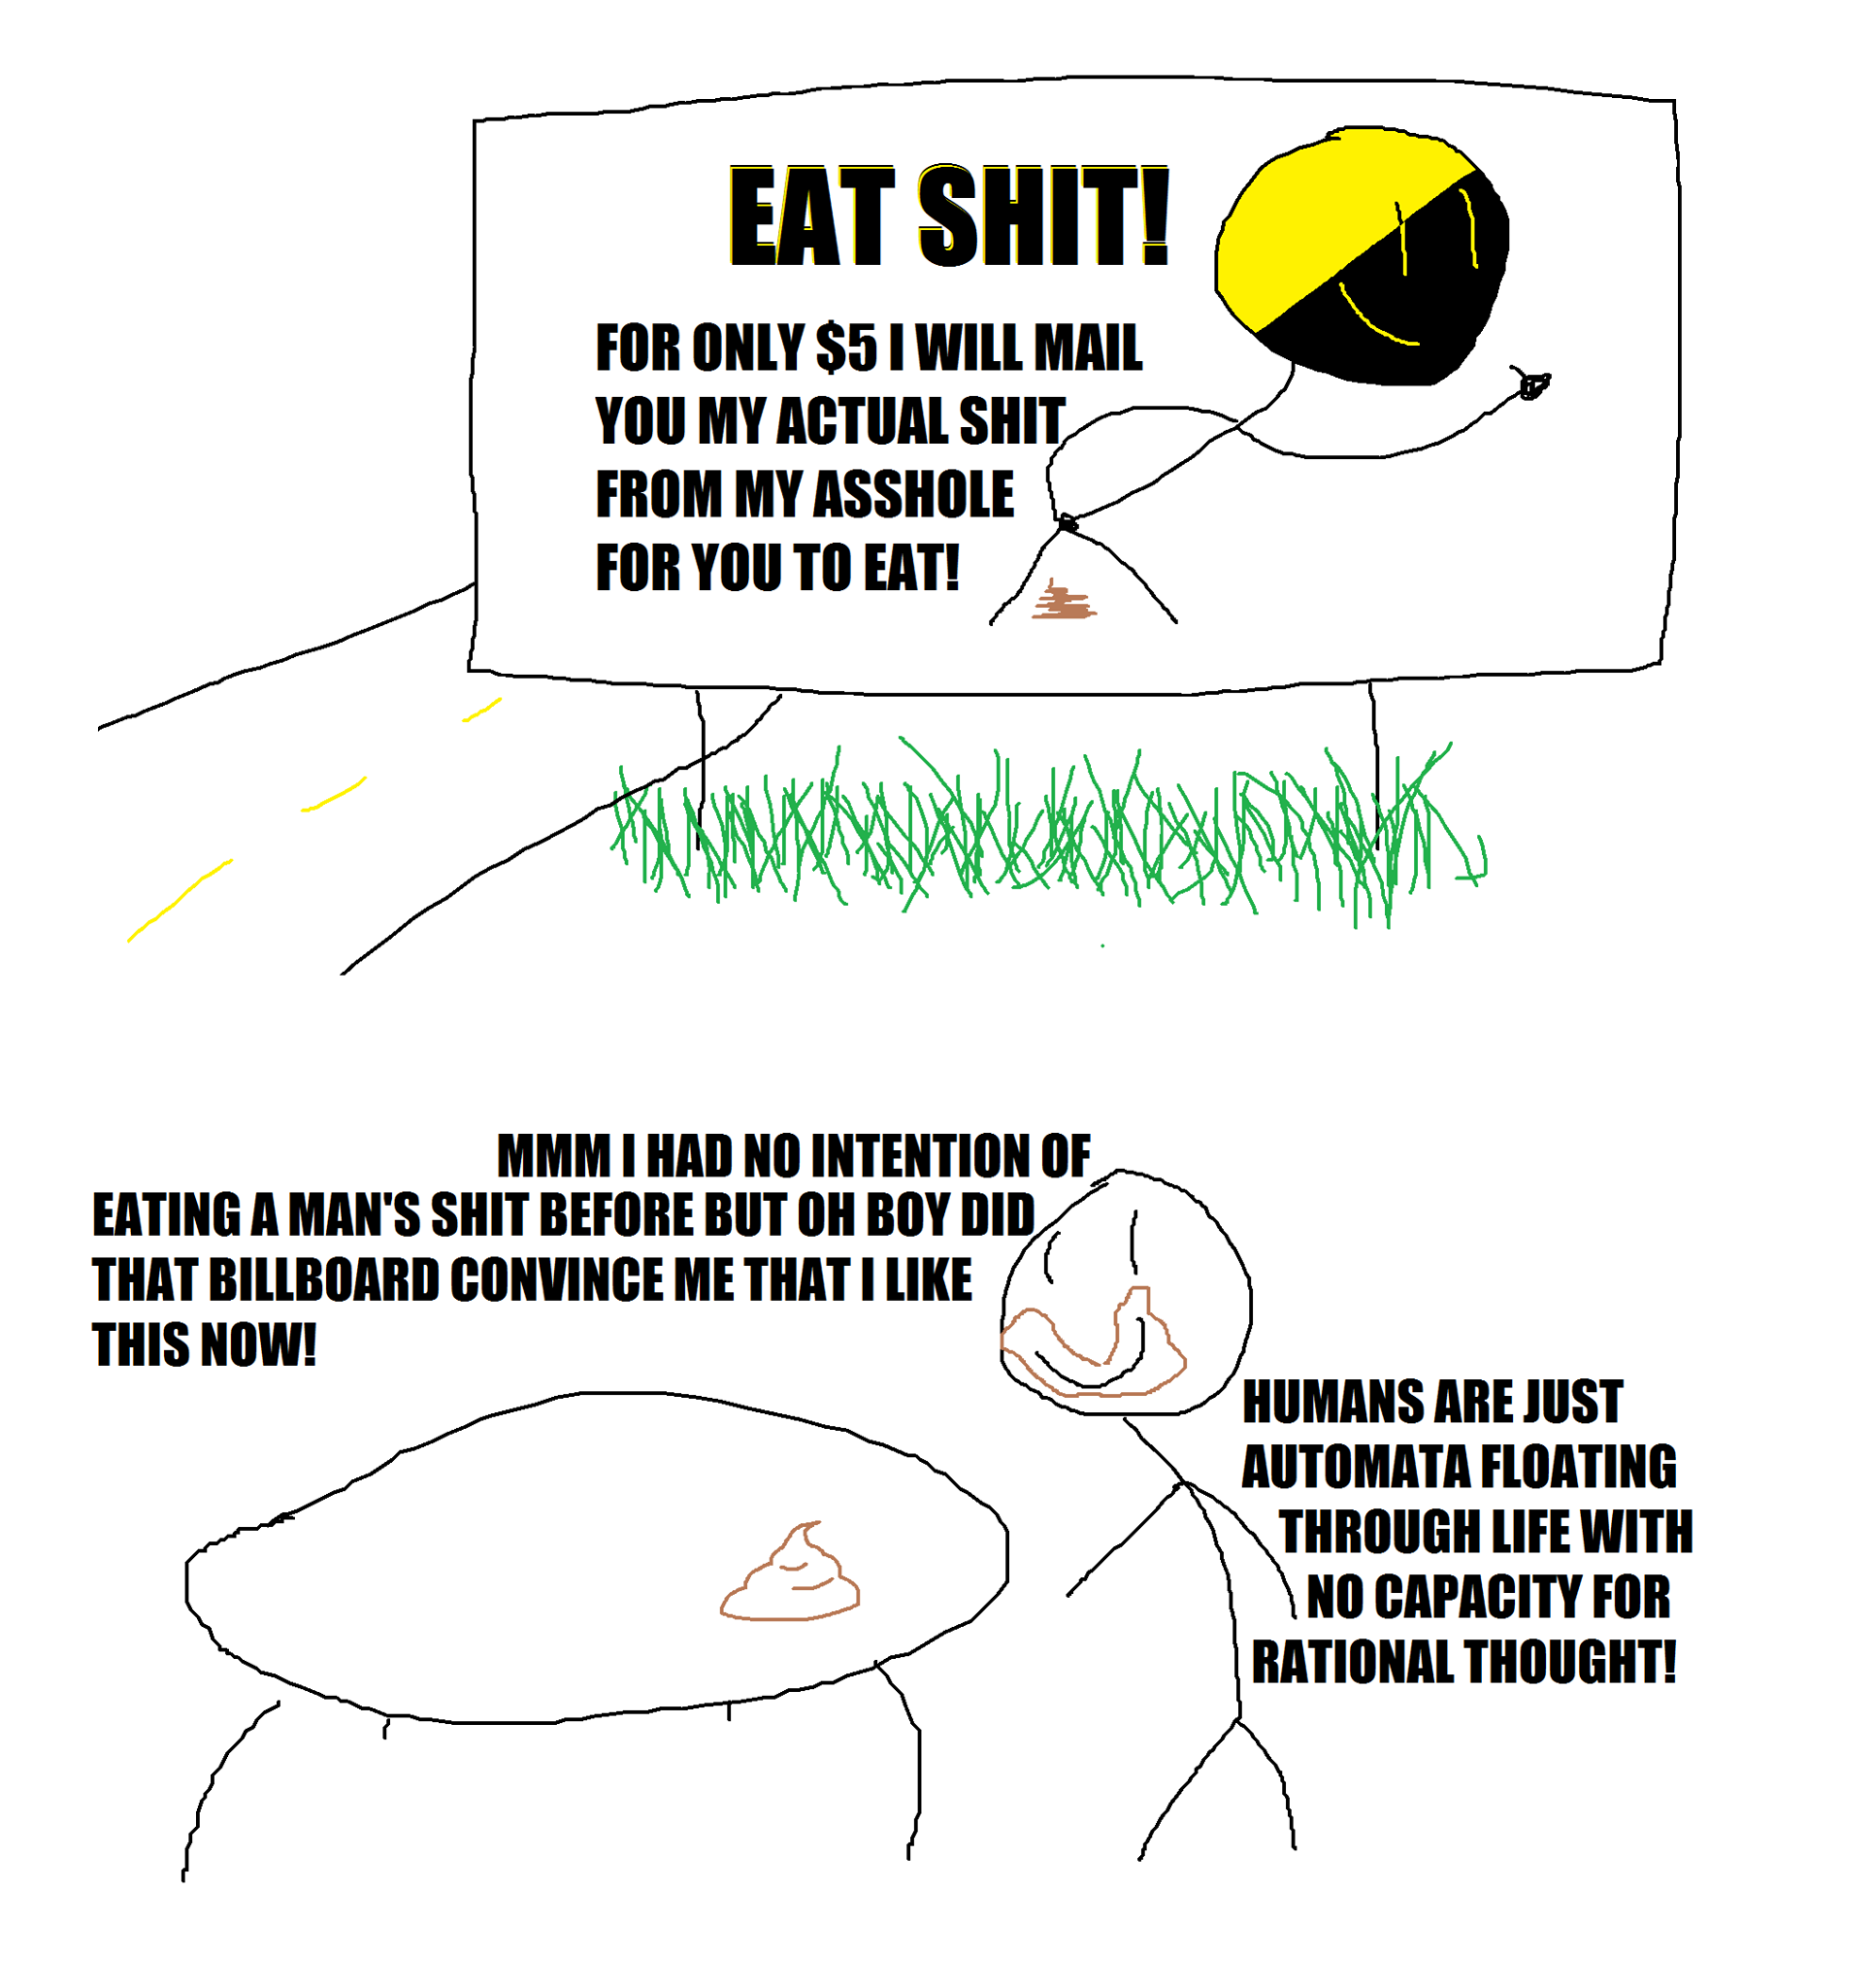 EAT SHIT!
FOR ONLY $5 I WILL MAIL
YOU MY ACTUAL SHIT
FROM MY ASSHOLE
FOR YOU TO EAT!
MMM I HAD NO INTENTION OF
EATING A MAN'S SHIT BEFORE BUT OH BOY DID
THAT BILLBOARD CONVINCE ME THAT I LIKE
THIS NOW!
HUMANS ARE JUST
AUTOMATA FLOATING
THROUGH LIFE WITH
NO CAPACITY FOR
RATIONAL THOUGHT!